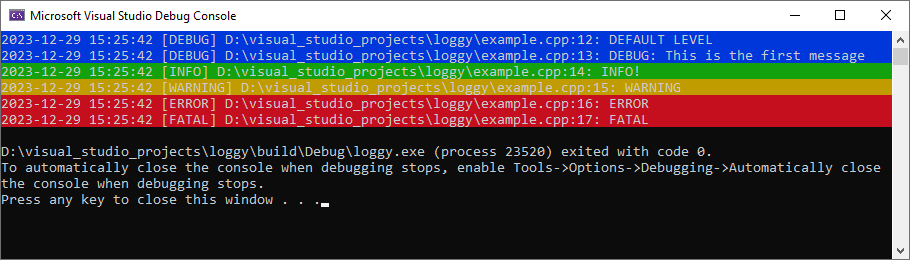 Microsoft Visual Studio Debug Console
2023-12-29 15:25:42 [DEBUG] D:\visual_studio_projects\loggy\example.cpp:12: DEFAULT LEVEL
2023-12-29 15:25:42 [DEBUG] D:\visual_studio_projects\loggy\example.cpp:13: DEBUG: This is the first message
2023-12-29 15:25:42 [INFO] D:\visual_studio_projects\loggy\example.cpp:14: INFO!
2023-12-29 15:25:42 [WARNING] D:\visual_studio_projects\loggy\example.cpp:15: WARNING
2023-12-29 15:25:42 [ERROR] D:\visual_studio_projects\loggy\example.cpp:16: ERROR
2023-12-29 15:25:42 [FATAL] D:\visual_studio_projects\loggy\example.cpp:17: FATAL
D:\visual_studio_projects\loggy\build\Debug\loggy.exe (process 23520) exited with code 0.
To automatically close the console when debugging stops, enable Tools->Options->Debugging->Automatically close
the console when debugging stops.
Press any key to close this window . . .